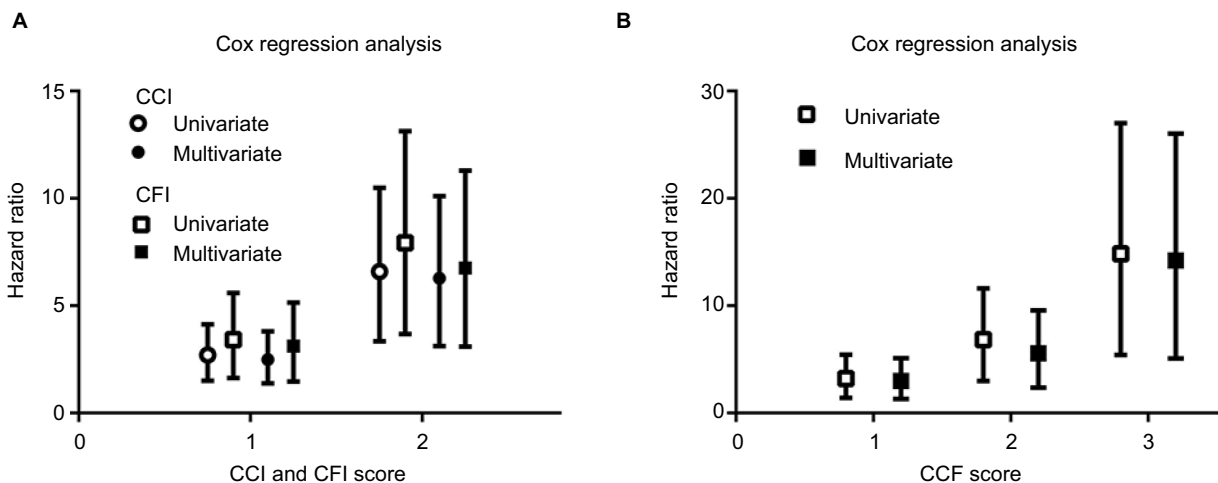 A
Cox regression analysis
15
10
5
0
Hazard ratio
CCI
Univariate
Multivariate
CFI
Univariate
Multivariate
0
1
2
CCI and CFI score
B
Cox regression analysis
30
20
10
0
Hazard ratio
Univariate
Multivariate
0
1
2
3
CCF score